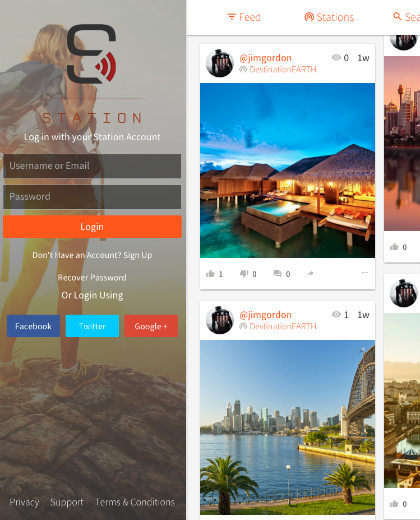 STATION
Log in with your Station Account
Username or Email
Password
Login
Don't Have an Account? Sign Up
Recover Password
Or Login Using
Facebook
Twitter
Google +
Privacy
Support
Terms & Conditions
Feed
Stations
Sea
@jimgordon
0
1w
DestinationEARTH
1
0
0
@jimgordon
1
1w
DestinationEARTH
0
0